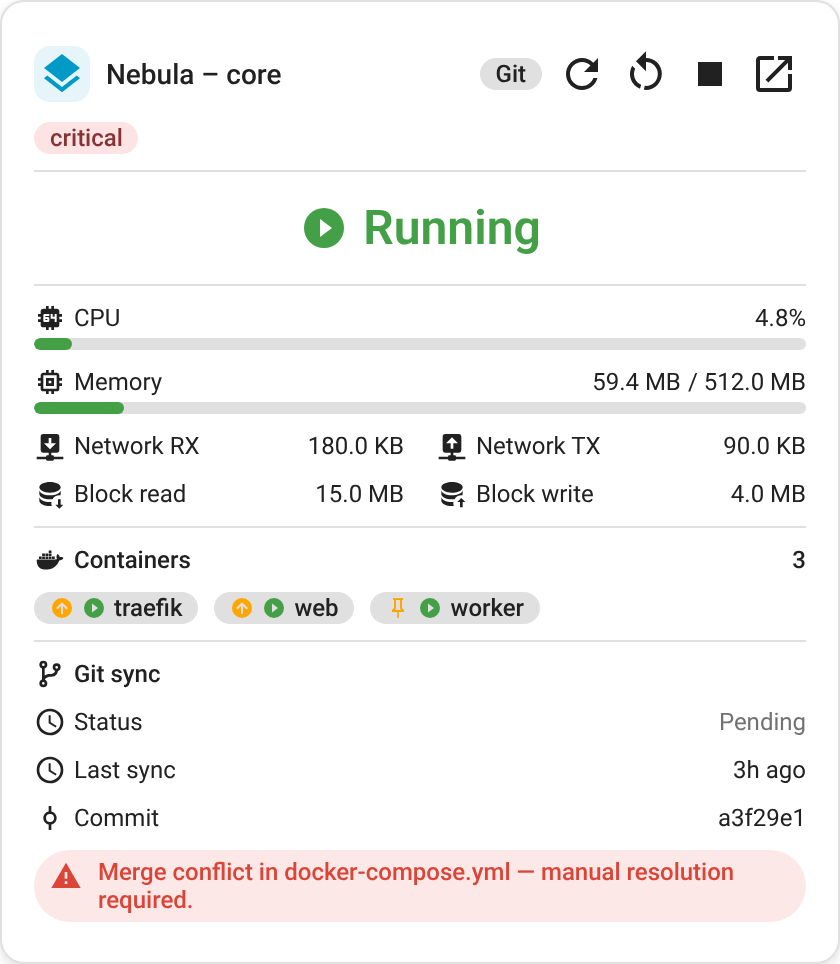 Nebula – core
Git
critical
Running
64
CPU
4.8%
Memory
59.4 MB / 512.0 MB
Network RX
180.0 KB
Network TX
90.0 KB
Block read
15.0 MB
Block write
4.0 MB
Containers
3
traefik
web
worker
Git sync
Status
Pending
Last sync
3h ago
Commit
a3f29e1
Merge conflict in docker-compose.yml — manual resolution
required.